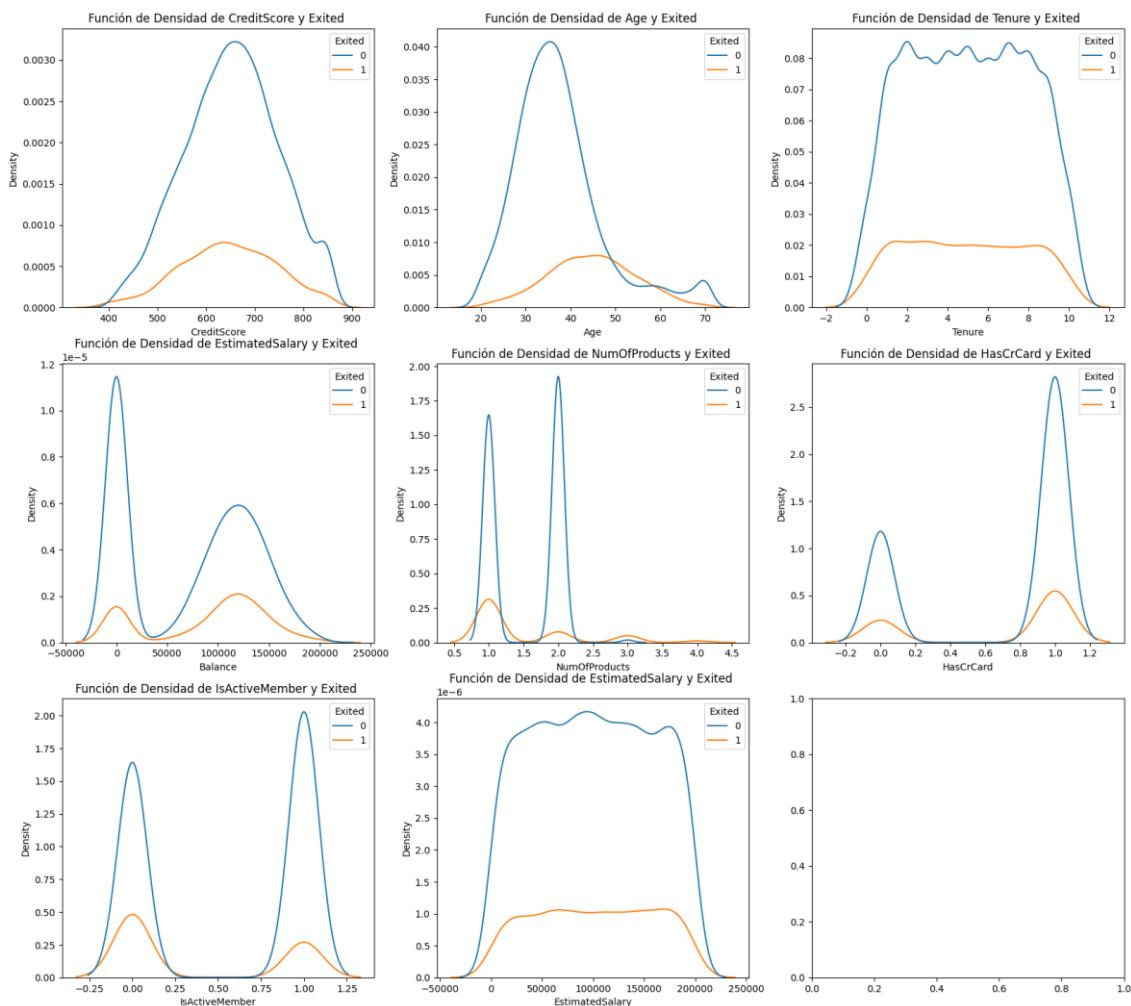 Función de Densidad de CreditScore y Exited
Exited
0
1
0.0030
0.0025
0.0020
0.0015
0.0010
0.0005
0.0000
Density
400 500 600 700 800 900
CreditScore
Función de Densidad de Age y Exited
Exited
0
1
0.040
0.035
0.030
0.025
0.020
0.015
0.010
0.005
0.000
Density
20 30 40 50 60 70
Age
Función de Densidad de Tenure y Exited
Exited
0
1
0.08
0.07
0.06
0.05
0.04
0.03
0.02
0.01
0.00
Density
−2 0 2 4 6 8 10 12
Tenure
Función de Densidad de EstimatedSalary y Exited
1e−5
Exited
0
1
1.2
1.0
0.8
0.6
0.4
0.2
0.0
Density
−50000 0 50000 100000 150000 200000 250000
Balance
Función de Densidad de NumOfProducts y Exited
Exited
0
1
2.00
1.75
1.50
1.25
1.00
0.75
0.50
0.25
0.00
Density
0.5 1.0 1.5 2.0 2.5 3.0 3.5 4.0 4.5
NumOfProducts
Función de Densidad de HasCrCard y Exited
Exited
0
1
2.5
2.0
1.5
1.0
0.5
0.0
Density
−0.2 0.0 0.2 0.4 0.6 0.8 1.0 1.2
HasCrCard
Función de Densidad de IsActiveMember y Exited
Exited
0
1
2.00
1.75
1.50
1.25
1.00
0.75
0.50
0.25
0.00
Density
−0.25 0.00 0.25 0.50 0.75 1.00 1.25
IsActiveMember
Función de Densidad de EstimatedSalary y Exited
1e−6
Exited
0
1
4.0
3.5
3.0
2.5
2.0
1.5
1.0
0.5
0.0
Density
−50000 0 50000 100000 150000 200000 250000
EstimatedSalary
1.0
0.8
0.6
0.4
0.2
0.0
0.0 0.2 0.4 0.6 0.8 1.0